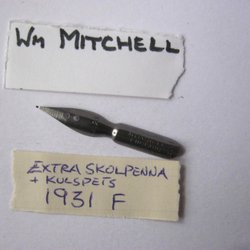 Wm MITCHELL
EXTRA SKOLPENNA
+ KULSPETS
1931 F